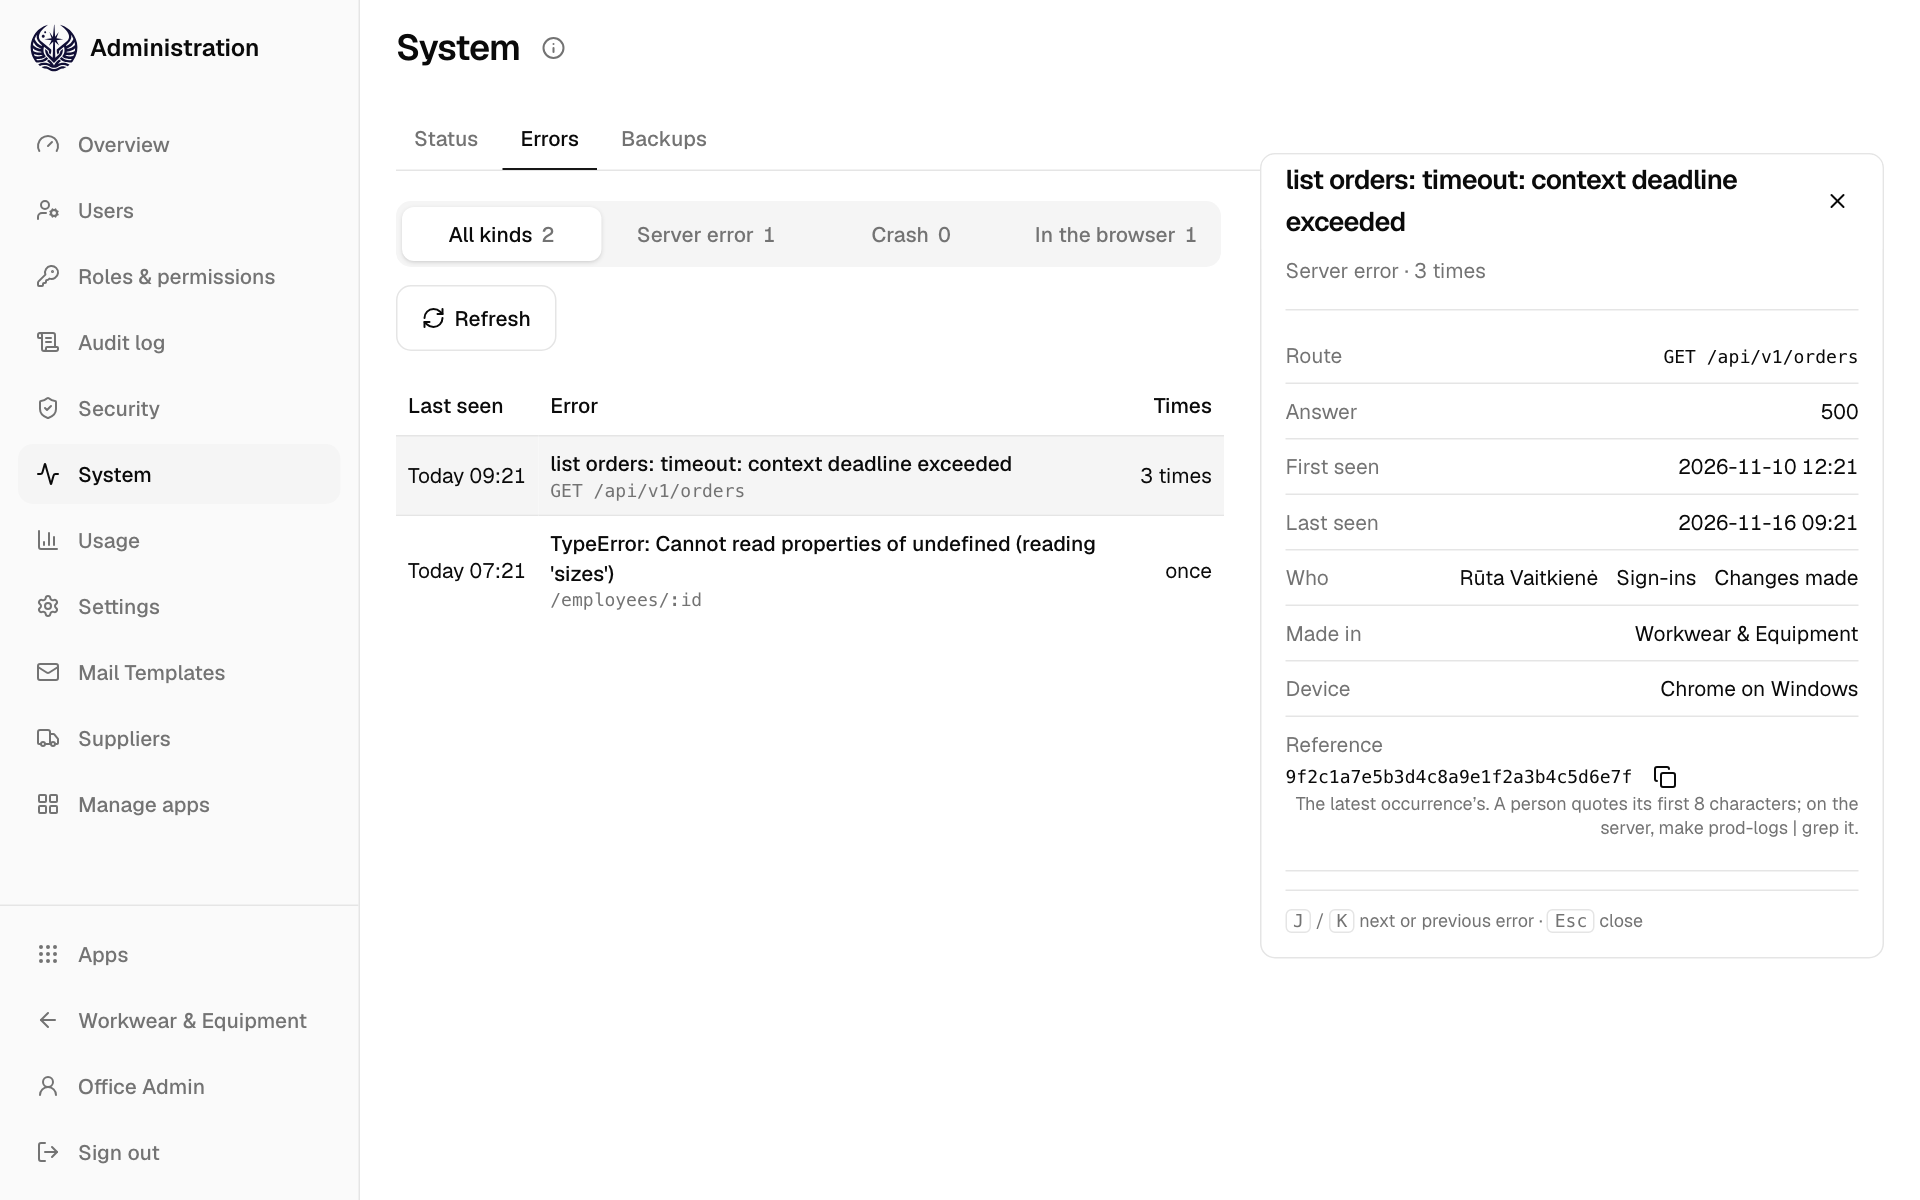 Administration
Overview
Users
Roles & permissions
Audit log
Security
System
Usage
Settings
Mail Templates
Suppliers
Manage apps
Apps
Workwear & Equipment
Office Admin
Sign out
System
Status Errors Backups
All kinds 2 Server error 1 Crash 0 In the browser 1
Refresh
Last seen Error Times
Today 09:21 list orders: timeout: context deadline exceeded 3 times
GET /api/v1/orders
Today 07:21 TypeError: Cannot read properties of undefined (reading
'sizes') once
/employees/:id
list orders: timeout: context deadline
exceeded
Server error · 3 times
Route GET /api/v1/orders
Answer 500
First seen 2026-11-10 12:21
Last seen 2026-11-16 09:21
Who Rūta Vaitkienė Sign-ins Changes made
Made in Workwear & Equipment
Device Chrome on Windows
Reference
9f2c1a7e5b3d4c8a9e1f2a3b4c5d6e7f
The latest occurrence’s. A person quotes its first 8 characters; on the
server, make prod-logs | grep it.
J / K next or previous error · Esc close